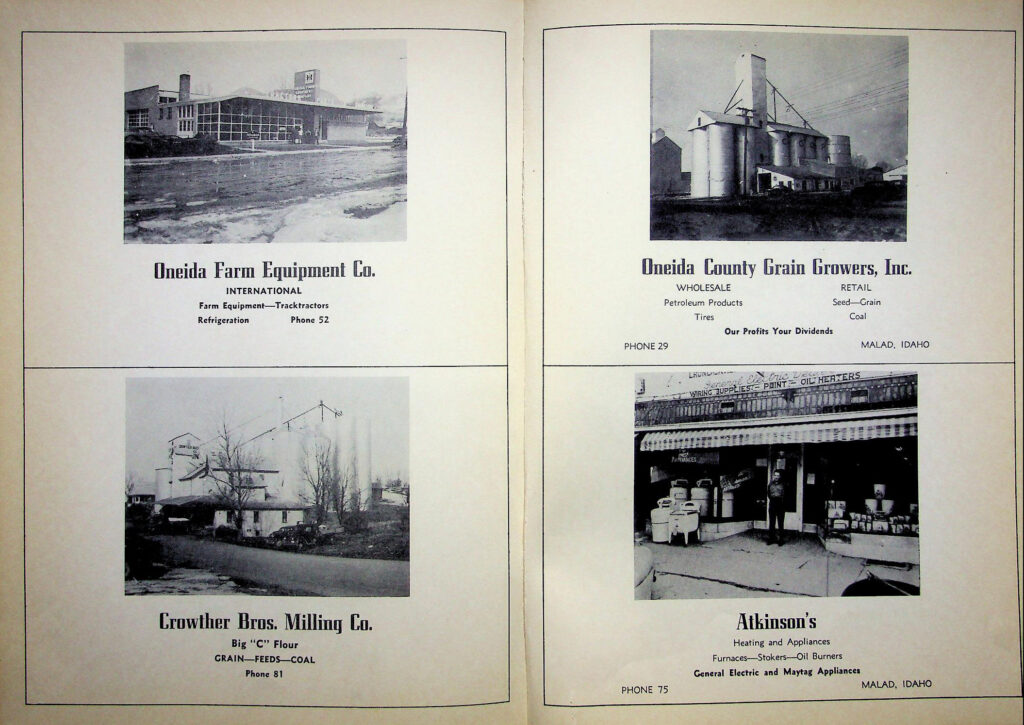 Oneida Farm Equipment Co.
INTERNATIONAL
Farm Equipment—Tracktractors
Refrigeration Phone 52
Crowther Bros. Milling Co.
Big "C" Flour
GRAIN—FEEDS—COAL
Phone 81
Oneida County Grain Growers, Inc.
WHOLESALE RETAIL
Petroleum Products Seed—Grain
Tires Coal
Our Profits Your Dividends
PHONE 29 MALAD, IDAHO
General Electric
WIRING SUPPLIES - PAINT - OIL HEATERS
APPLIANCES
Atkinson's
Heating and Appliances
Furnaces—Stokers—Oil Burners
General Electric and Maytag Appliances
PHONE 75 MALAD, IDAHO